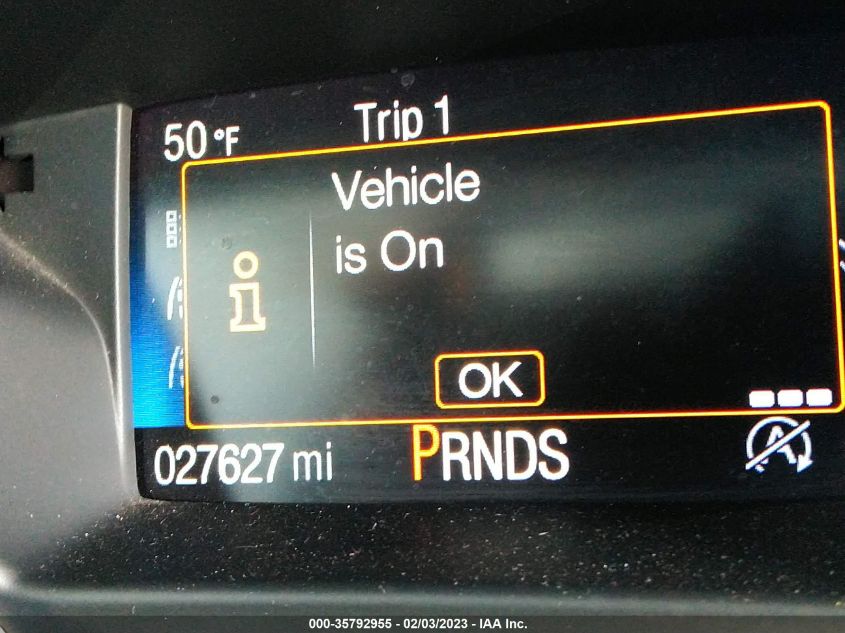 50 °F Trip 1
Vehicle
is On
i
OK
027627 mi PRNDS
A
000-35792955 - 02/03/2023 - IAA Inc.